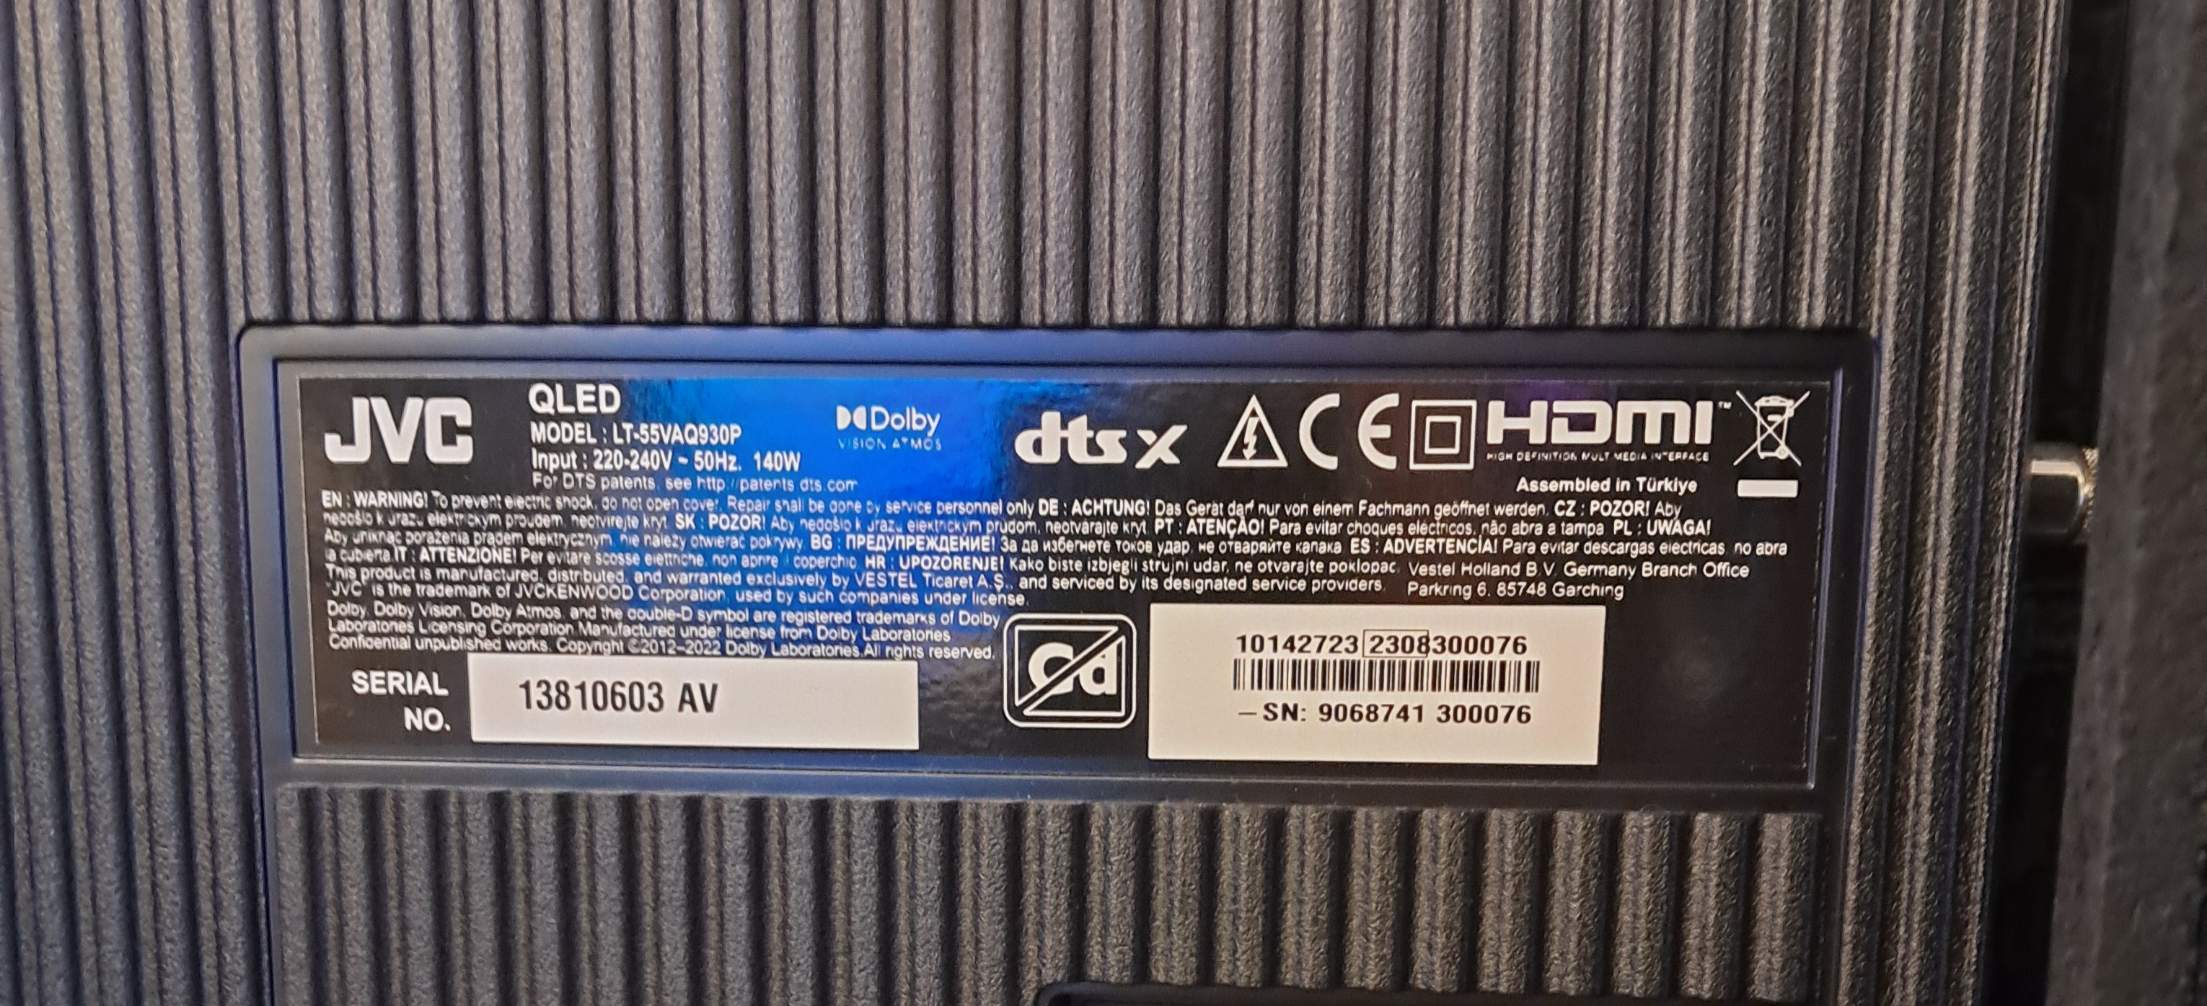 JVC
QLED
MODEL : LT-55VAQ930P
Input : 220-240V ~ 50Hz. 140W
For DTS patents, see http://patents.dts.com
Dolby
VISION ATMOS
dts x
CE
HDMI™
HIGH DEFINITION MULTIMEDIA INTERFACE
Assembled in Türkiye
EN : WARNING! To prevent electric shock, do not open cover. Repair shall be done by service personnel only DE : ACHTUNG! Das Gerät darf nur von einem Fachmann geöffnet werden. CZ : POZOR! Aby
nedošlo k úrazu elektrickým proudem, neotvírejte kryt. SK : POZOR! Aby nedošlo k úrazu elektrickým prúdom, neotvárajte kryt. PT : ATENÇÃO! Para evitar choques eléctricos, não abra a tampa. PL : UWAGA!
Aby uniknąć porażenia prądem elektrycznym, nie należy otwierać pokrywy. BG : ПРЕДУПРЕЖДЕНИЕ! За да избегнете токов удар, не отваряйте капака. ES : ADVERTENCIA! Para evitar descargas electricas, no abra
la cubierta. IT : ATTENZIONE! Per evitare scosse elettriche, non aprire il coperchio. HR : UPOZORENJE! Kako biste izbjegli strujni udar, ne otvarajte poklopac. Vestel Holland B.V. Germany Branch Office
This product is manufactured, distributed, and warranted exclusively by VESTEL Ticaret A.Ş., and serviced by its designated service providers. Parkring 6, 85748 Garching
"JVC" is the trademark of JVCKENWOOD Corporation, used by such companies under license.
Dolby, Dolby Vision, Dolby Atmos, and the double-D symbol are registered trademarks of Dolby
Laboratories Licensing Corporation.Manufactured under license from Dolby Laboratories
Confidential unpublished works. Copyright ©2012–2022 Dolby Laboratories.All rights reserved.
SERIAL
NO.
13810603 AV
Cd
10142723 2308300076
–SN: 9068741 300076